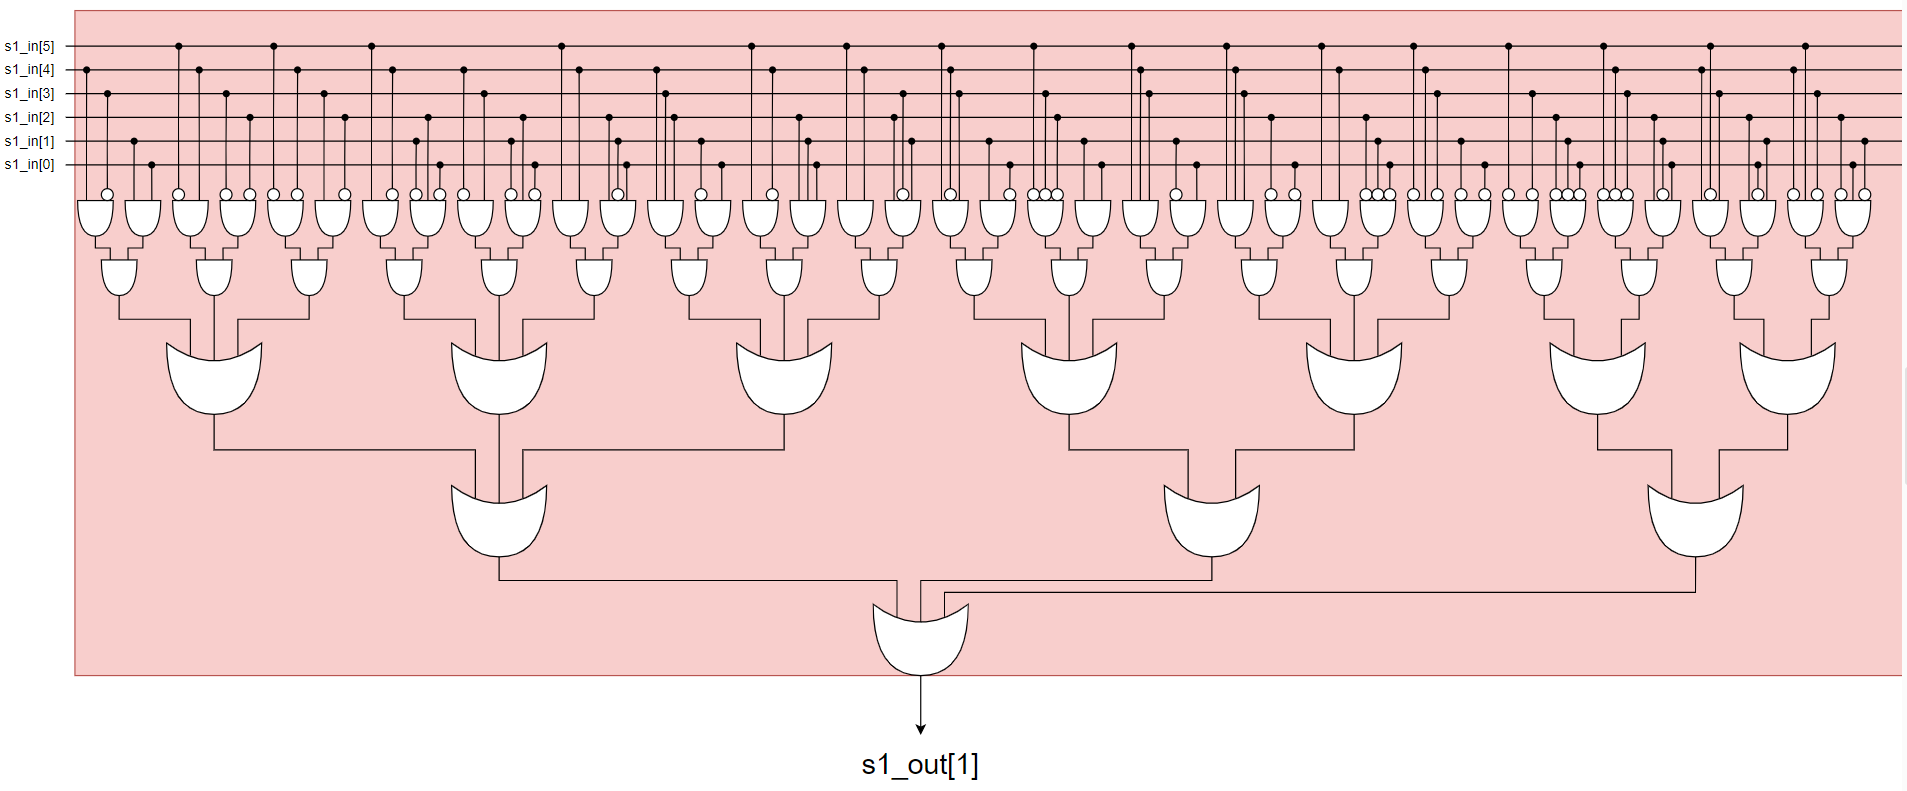 s1_in[5]
s1_in[4]
s1_in[3]
s1_in[2]
s1_in[1]
s1_in[0]
s1_out[1]